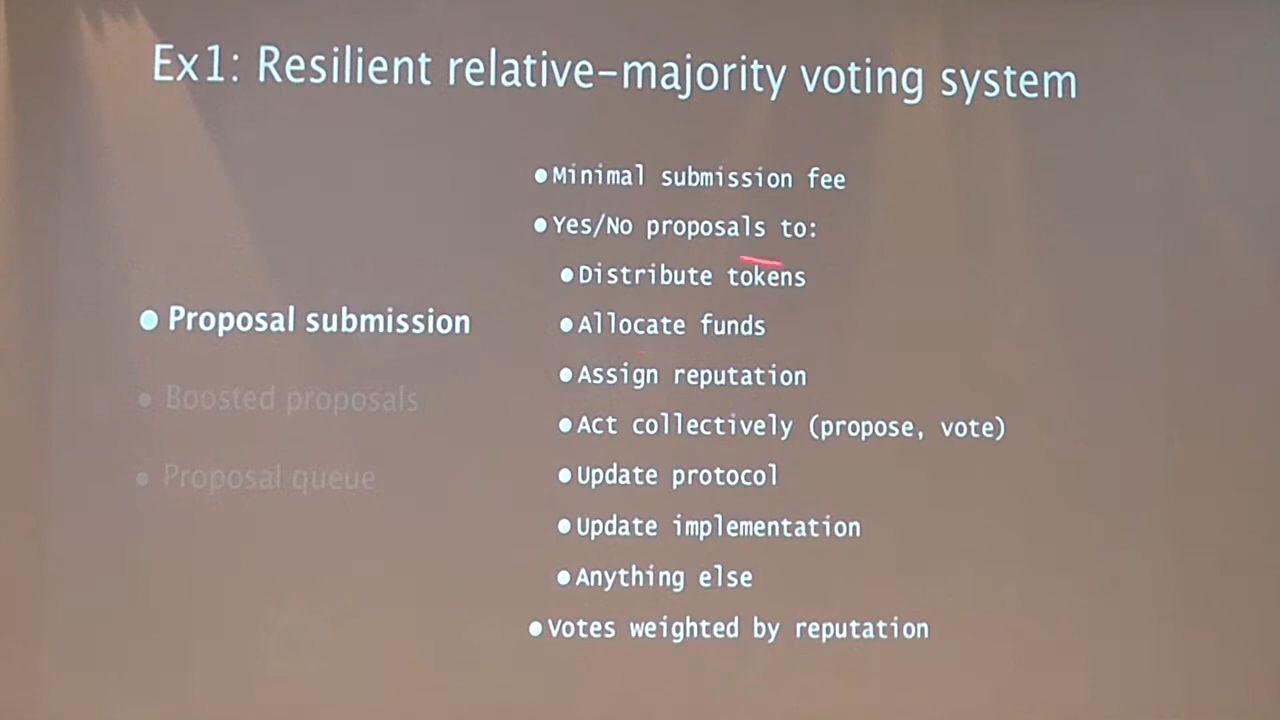 Ex1: Resilient relative-majority voting system
● Proposal submission
● Boosted proposals
● Proposal queue
● Minimal submission fee
● Yes/No proposals to:
● Distribute tokens
● Allocate funds
● Assign reputation
● Act collectively (propose, vote)
● Update protocol
● Update implementation
● Anything else
● Votes weighted by reputation